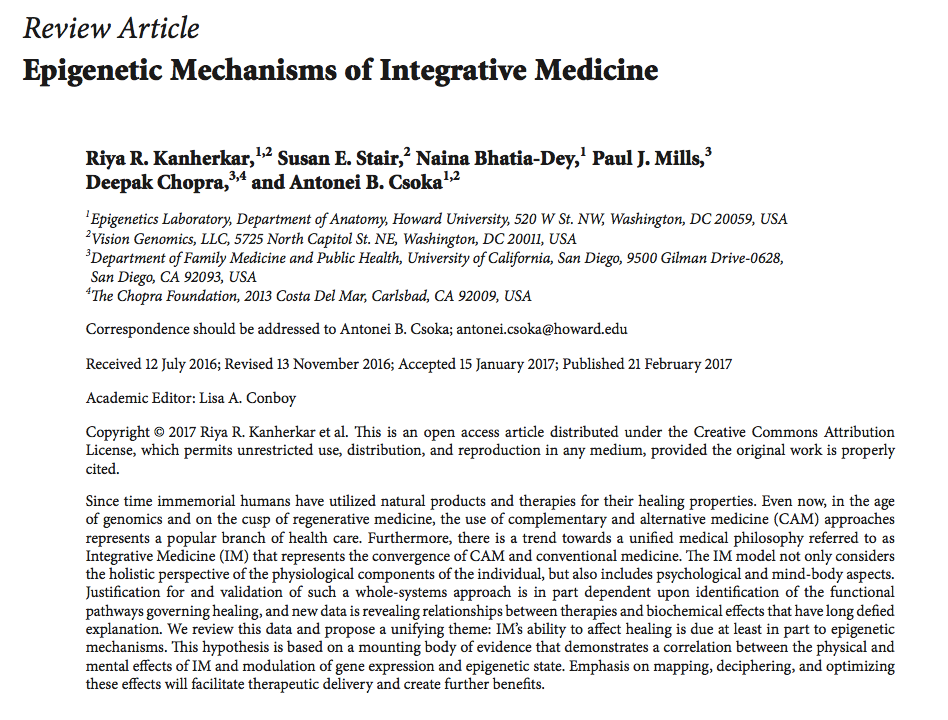 Review Article
Epigenetic Mechanisms of Integrative Medicine
Riya R. Kanherkar,1,2 Susan E. Stair,2 Naina Bhatia-Dey,1 Paul J. Mills,3
Deepak Chopra,3,4 and Antonei B. Csoka1,2
1Epigenetics Laboratory, Department of Anatomy, Howard University, 520 W St. NW, Washington, DC 20059, USA
2Vision Genomics, LLC, 5725 North Capitol St. NE, Washington, DC 20011, USA
3Department of Family Medicine and Public Health, University of California, San Diego, 9500 Gilman Drive-0628,
San Diego, CA 92093, USA
4The Chopra Foundation, 2013 Costa Del Mar, Carlsbad, CA 92009, USA
Correspondence should be addressed to Antonei B. Csoka; antonei.csoka@howard.edu
Received 12 July 2016; Revised 13 November 2016; Accepted 15 January 2017; Published 21 February 2017
Academic Editor: Lisa A. Conboy
Copyright © 2017 Riya R. Kanherkar et al. This is an open access article distributed under the Creative Commons Attribution
License, which permits unrestricted use, distribution, and reproduction in any medium, provided the original work is properly
cited.
Since time immemorial humans have utilized natural products and therapies for their healing properties. Even now, in the age
of genomics and on the cusp of regenerative medicine, the use of complementary and alternative medicine (CAM) approaches
represents a popular branch of health care. Furthermore, there is a trend towards a unified medical philosophy referred to as
Integrative Medicine (IM) that represents the convergence of CAM and conventional medicine. The IM model not only considers
the holistic perspective of the physiological components of the individual, but also includes psychological and mind-body aspects.
Justification for and validation of such a whole-systems approach is in part dependent upon identification of the functional
pathways governing healing, and new data is revealing relationships between therapies and biochemical effects that have long defied
explanation. We review this data and propose a unifying theme: IM's ability to affect healing is due at least in part to epigenetic
mechanisms. This hypothesis is based on a mounting body of evidence that demonstrates a correlation between the physical and
mental effects of IM and modulation of gene expression and epigenetic state. Emphasis on mapping, deciphering, and optimizing
these effects will facilitate therapeutic delivery and create further benefits.